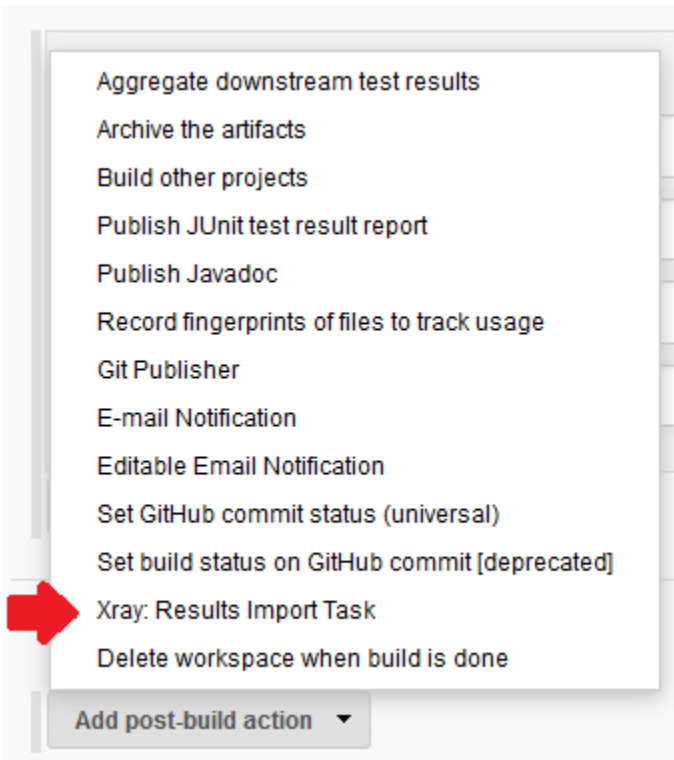 Aggregate downstream test results
Archive the artifacts
Build other projects
Publish JUnit test result report
Publish Javadoc
Record fingerprints of files to track usage
Git Publisher
E-mail Notification
Editable Email Notification
Set GitHub commit status (universal)
Set build status on GitHub commit [deprecated]
Xray: Results Import Task
Delete workspace when build is done
Add post-build action